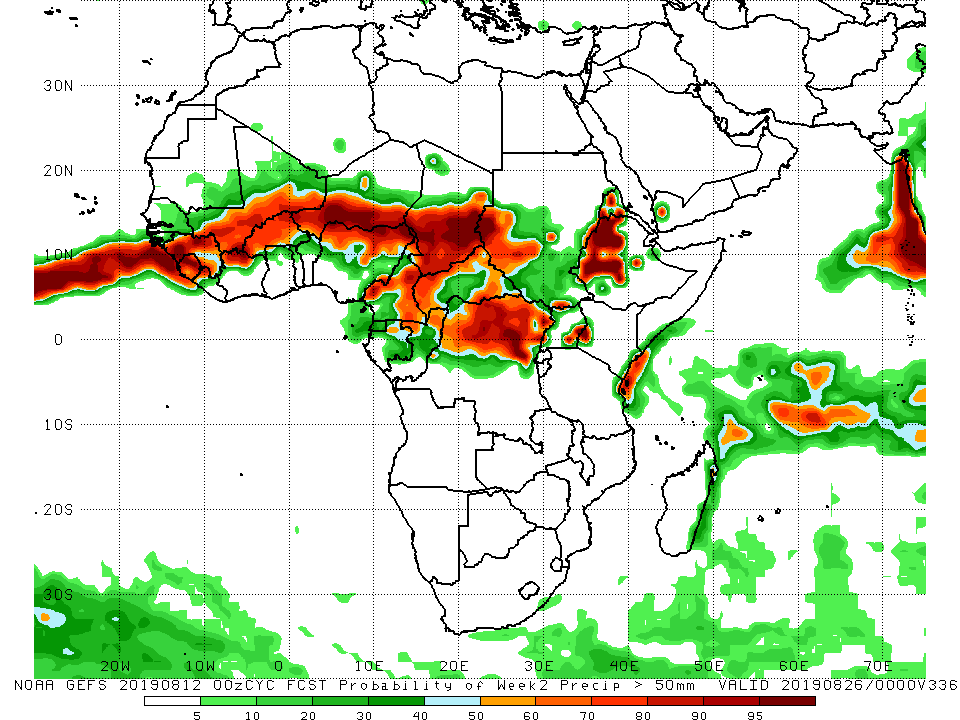 30N
20N
10N
0
10S
20S
30S
20W 10W 0 10E 20E 30E 40E 50E 60E 70E
NOAA GEFS 20190812 00zCYC FCST Probability of Week2 Precip > 50mm VALID 20190826/0000V336
5 10 20 30 40 50 60 70 80 90 95